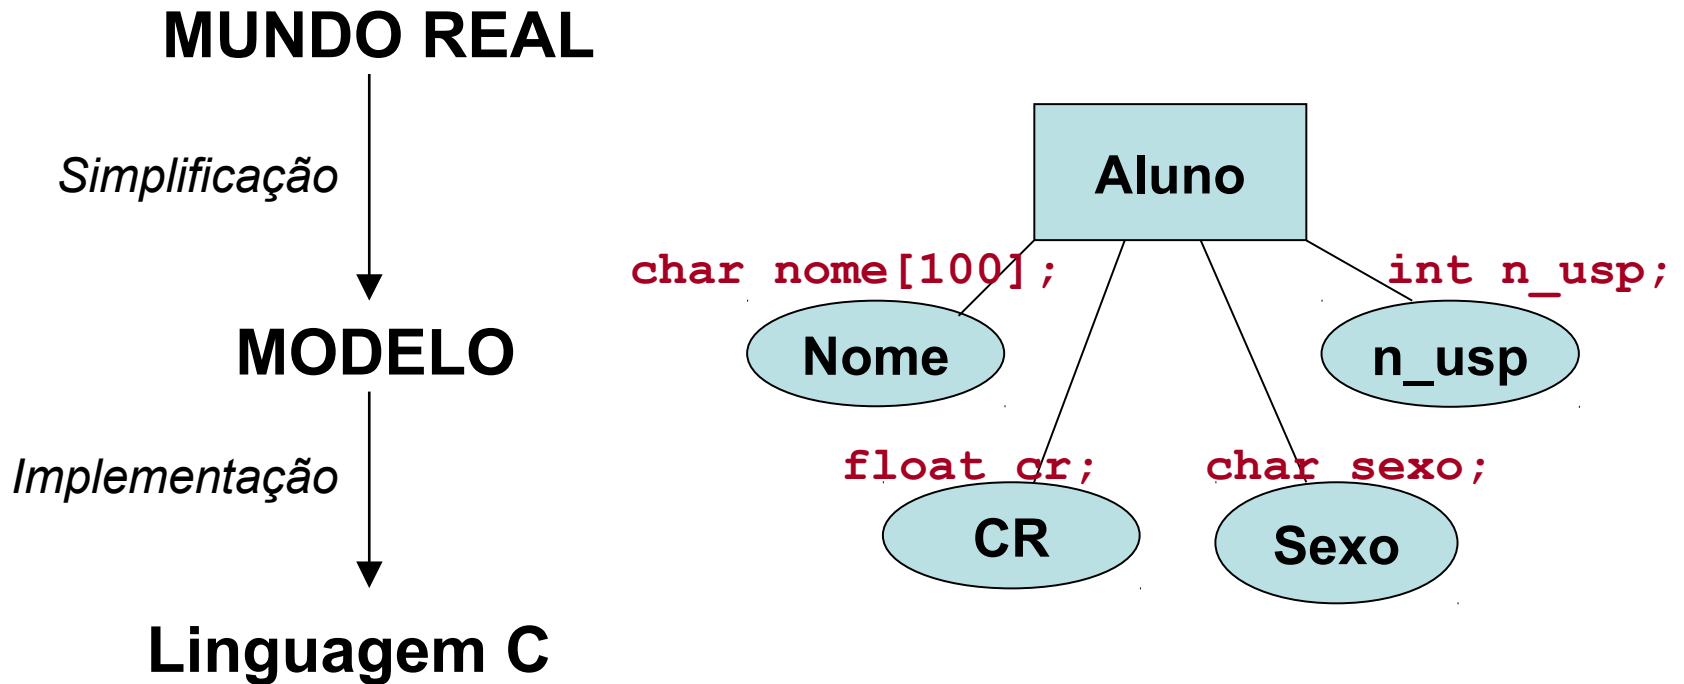 MUNDO REAL
Simplificação
MODELO
Implementação
Linguagem C
Aluno
char nome[100];
int n_usp;
Nome
n_usp
float cr;
char sexo;
CR
Sexo